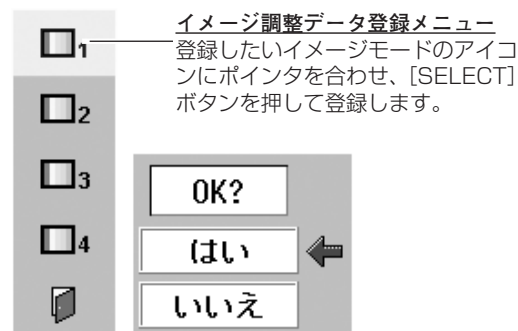 イメージ調整データ登録メニュー
登録したいイメージモードのアイコ
ンにポインタを合わせ、[SELECT]
ボタンを押して登録します。
1
2
3
4
OK?
はい
いいえ